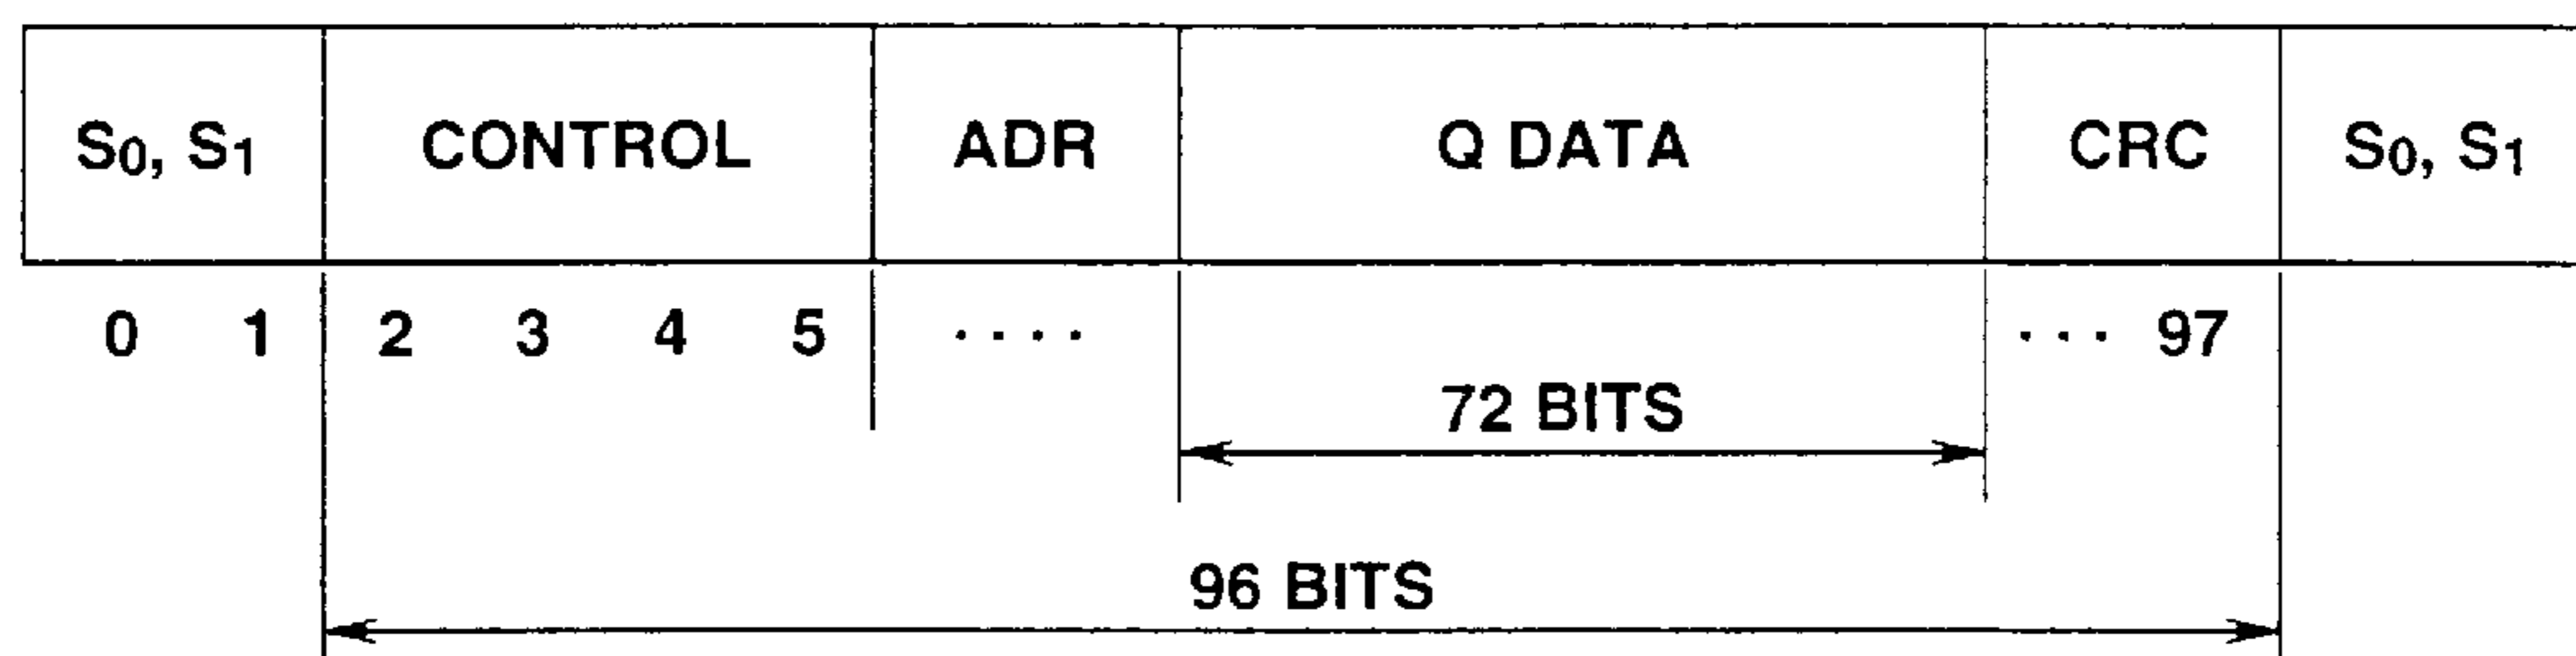 S0, S1 CONTROL ADR Q DATA CRC S0, S1
0 1 2 3 4 5 .... ... 97
72 BITS
96 BITS